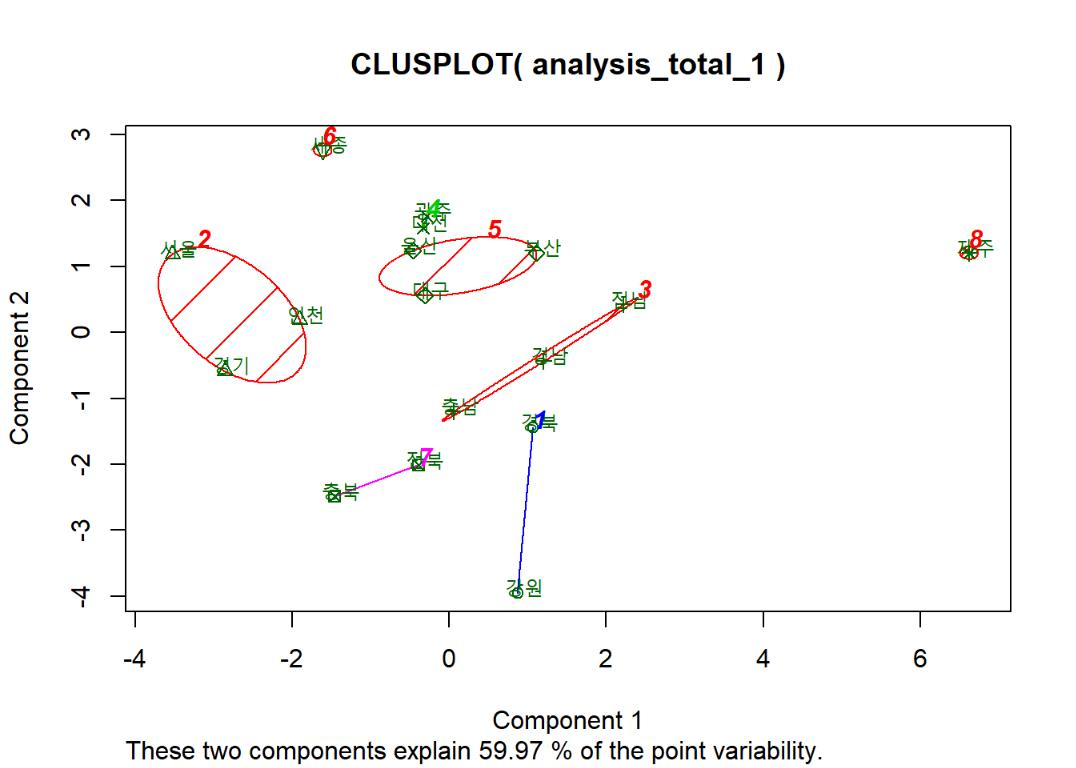 CLUSPLOT( analysis_total_1 )
3
2
1
0
-1
-2
-3
-4
Component 2
6
세종
4
광주
대전
2
서울
5
울산
부산
8
제주
대구
3
전남
인천
경기
경남
충남
1
경북
7
전북
충북
강원
-4
-2
0
2
4
6
Component 1
These two components explain 59.97 % of the point variability.